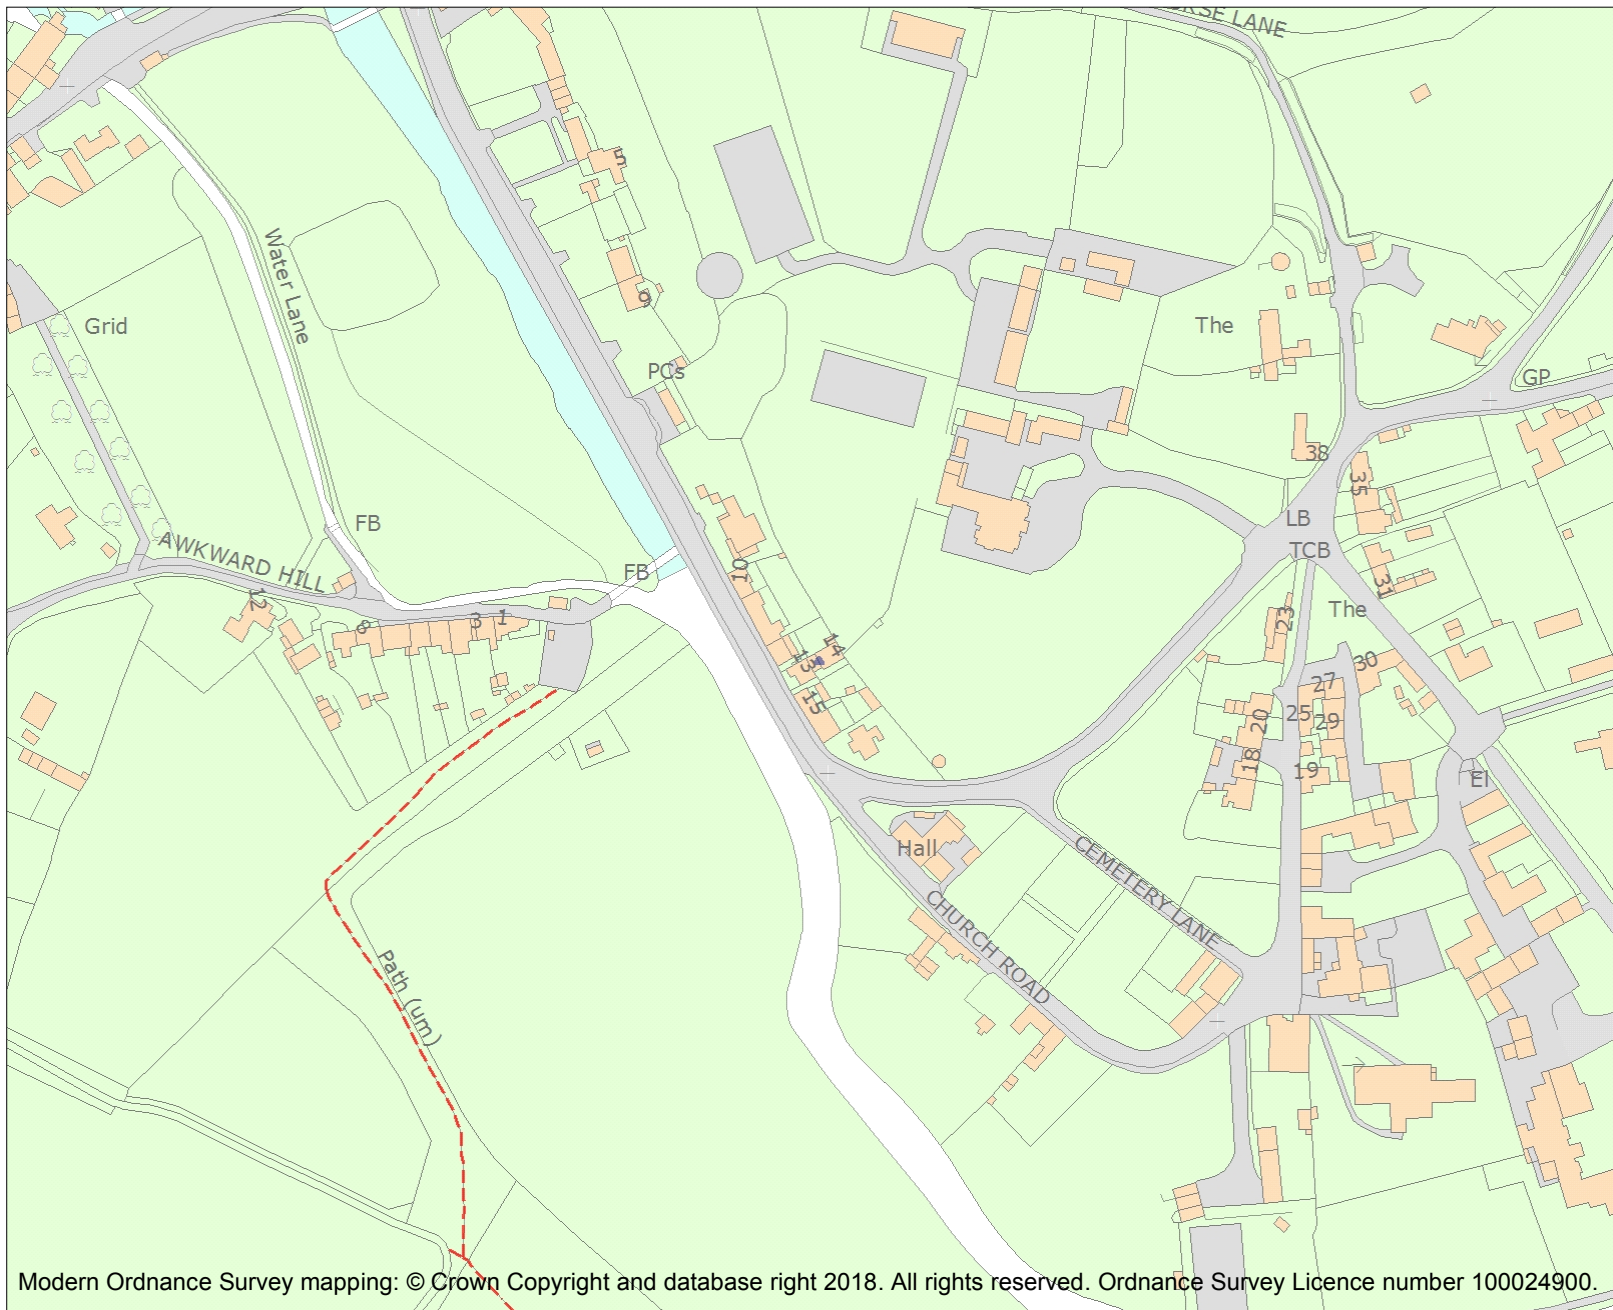 RSE LANE
5
Water Lane
9
Grid
The
PCs
GP
38
35
LB
FB
TCB
AWKWARD HILL
FB
10
31
12
The
8
3
1
23
14
13
30
27
15
20
25
29
18
19
El
Hall
CEMETERY LANE
CHURCH ROAD
Path (um)
Modern Ordnance Survey mapping: © Crown Copyright and database right 2018. All rights reserved. Ordnance Survey Licence number 100024900.